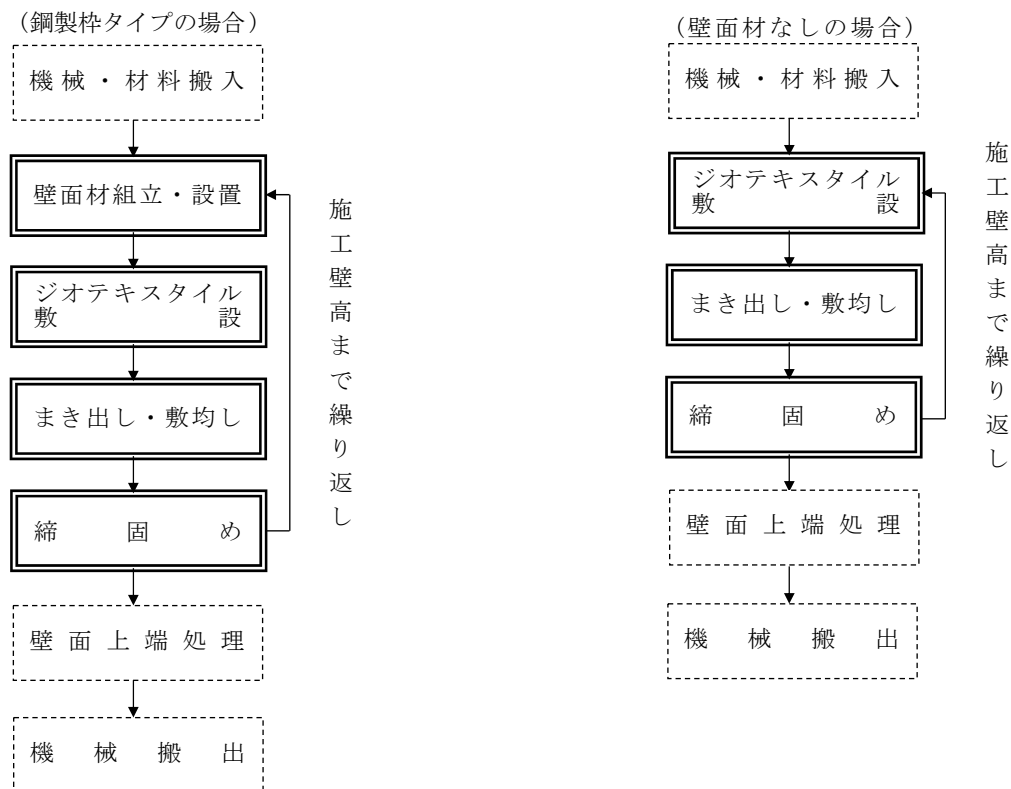 （鋼製枠タイプの場合）
機械・材料搬入
壁面材組立・設置
ジオテキスタイル
敷設
まき出し・敷均し
締固め
壁面上端処理
機械搬出
施工壁高まで繰り返し
（壁面材なしの場合）
機械・材料搬入
ジオテキスタイル
敷設
まき出し・敷均し
締固め
壁面上端処理
機械搬出
施工壁高まで繰り返し